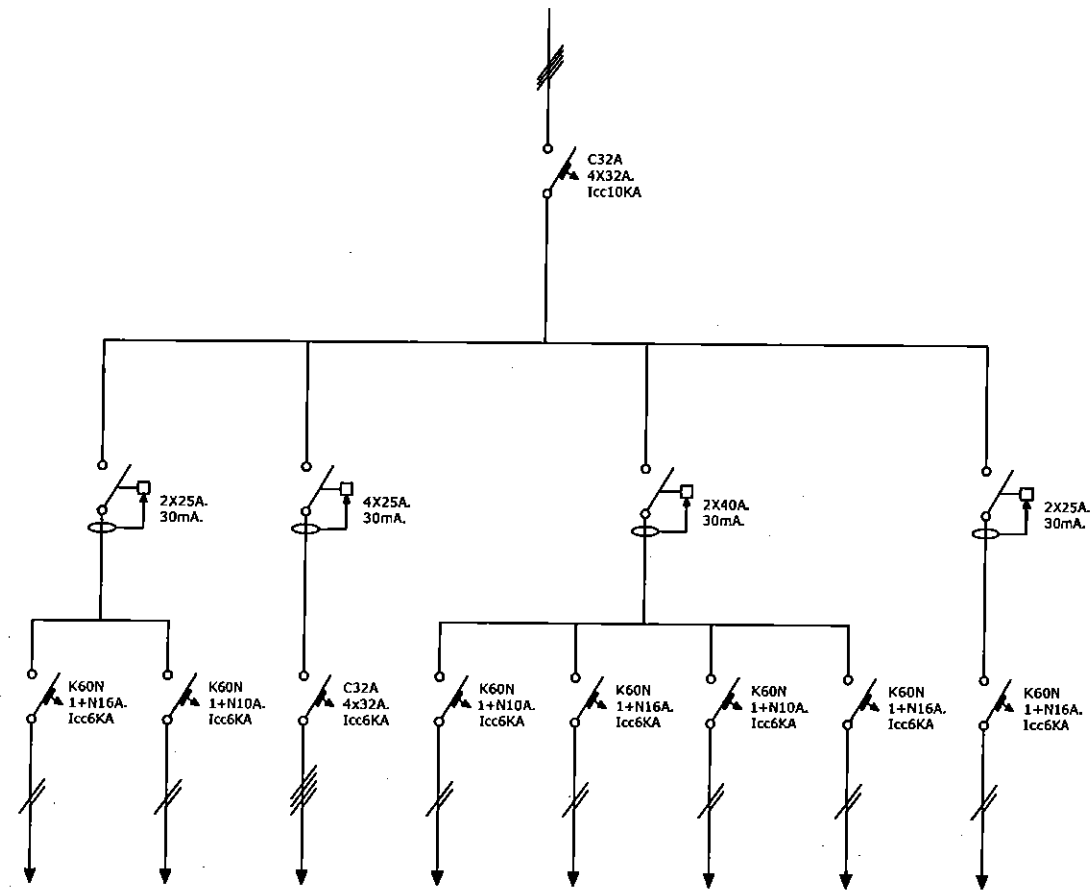 C32A
4X32A.
Icc10KA
2X25A.
30mA.
4X25A.
30mA.
2X40A.
30mA.
2X25A.
30mA.
K60N
1+N16A.
Icc6KA
K60N
1+N10A.
Icc6KA
C32A
4x32A.
Icc6KA
K60N
1+N10A.
Icc6KA
K60N
1+N16A.
Icc6KA
K60N
1+N10A.
Icc6KA
K60N
1+N16A.
Icc6KA
K60N
1+N16A.
Icc6KA